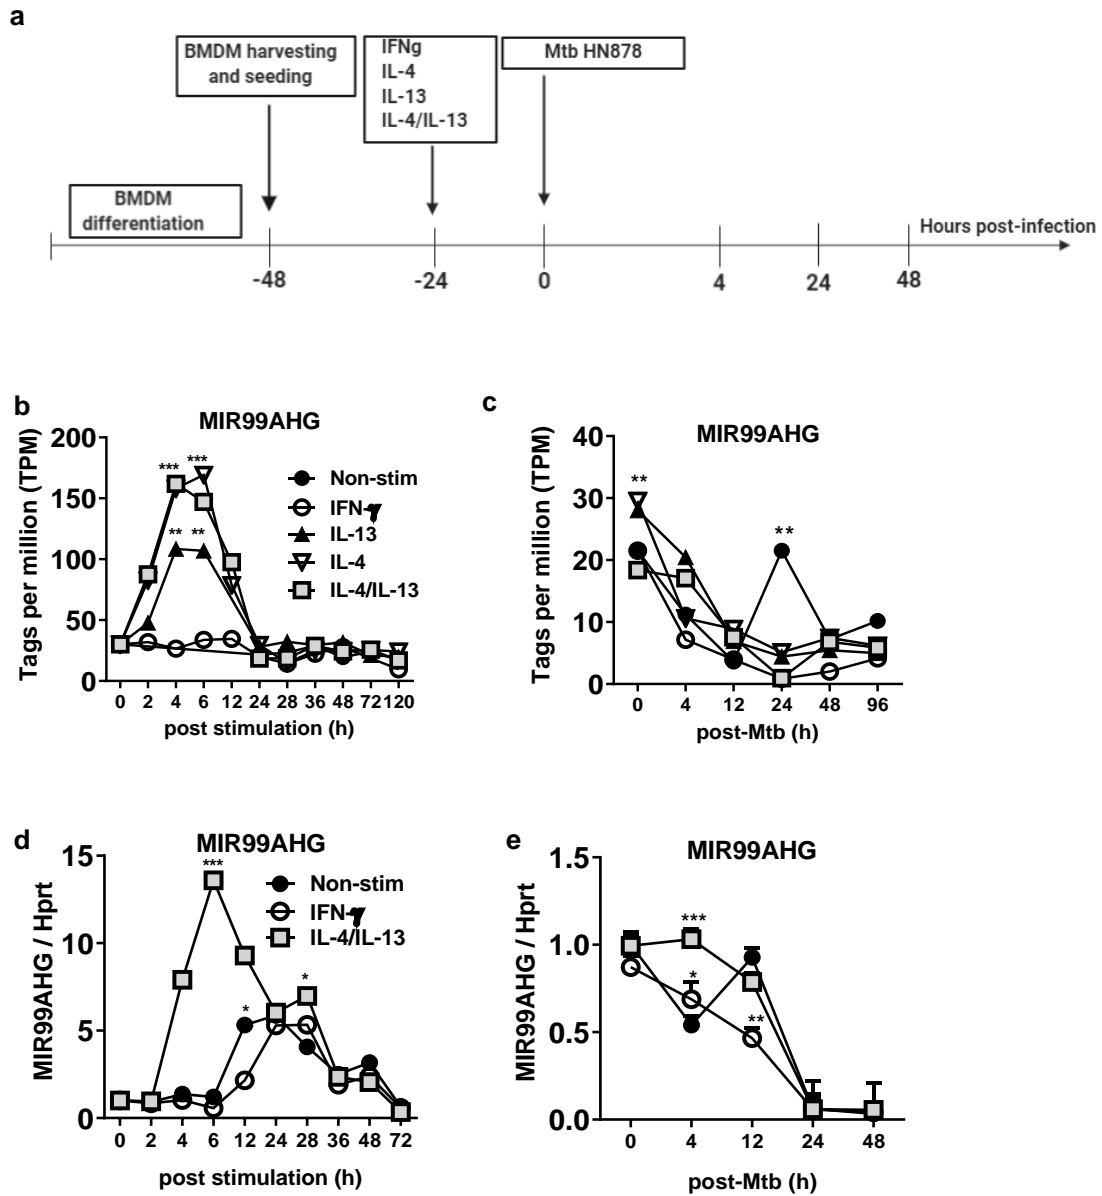 a
BMDM harvesting
and seeding
IFNg
IL-4
IL-13
IL-4/IL-13
Mtb HN878
BMDM
differentiation
Hours post-infection
-48
-24
0
4
24
48
b
MIR99AHG
Tags per million (TPM)
200
150
100
50
0
***
***
**
**
Non-stim
IFN-γ
IL-13
IL-4
IL-4/IL-13
0 2 4 6 12 24 28 36 48 72 120
post stimulation (h)
c
MIR99AHG
Tags per million (TPM)
40
30
20
10
0
**
**
0 4 12 24 48 96
post-Mtb (h)
d
MIR99AHG
MIR99AHG / Hprt
15
10
5
0
***
*
*
Non-stim
IFN-γ
IL-4/IL-13
0 2 4 6 12 24 28 36 48 72
post stimulation (h)
e
MIR99AHG
MIR99AHG / Hprt
1.5
1.0
0.5
0.0
***
*
**
0 4 12 24 48
post-Mtb (h)